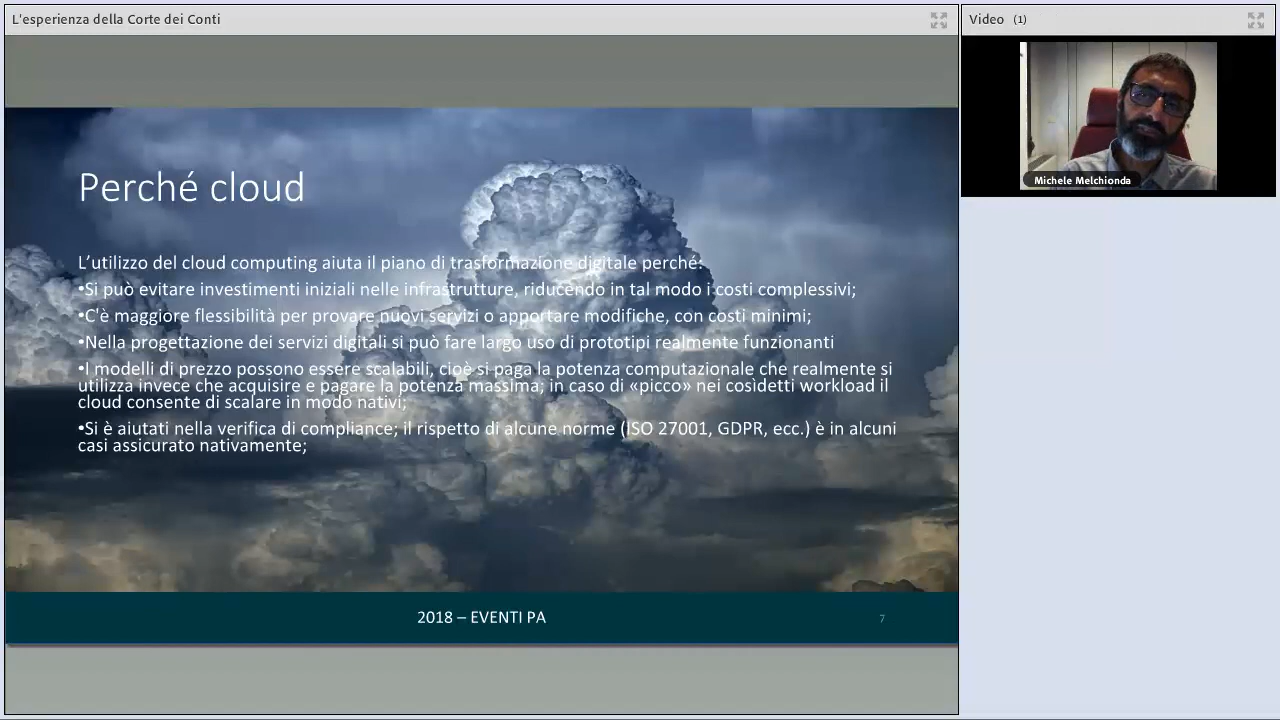 L'esperienza della Corte dei Conti
Video (1)
Michele Melchionda
Perché cloud
L’utilizzo del cloud computing aiuta il piano di trasformazione digitale perché:
•Si può evitare investimenti iniziali nelle infrastrutture, riducendo in tal modo i costi complessivi;
•C'è maggiore flessibilità per provare nuovi servizi o apportare modifiche, con costi minimi;
•Nella progettazione dei servizi digitali si può fare largo uso di prototipi realmente funzionanti
•I modelli di prezzo possono essere scalabili, cioè si paga la potenza computazionale che realmente si
utilizza invece che acquisire e pagare la potenza massima; in caso di «picco» nei cosìdetti workload il
cloud consente di scalare in modo nativi;
•Si è aiutati nella verifica di compliance; il rispetto di alcune norme (ISO 27001, GDPR, ecc.) è in alcuni
casi assicurato nativamente;
2018 – EVENTI PA
7